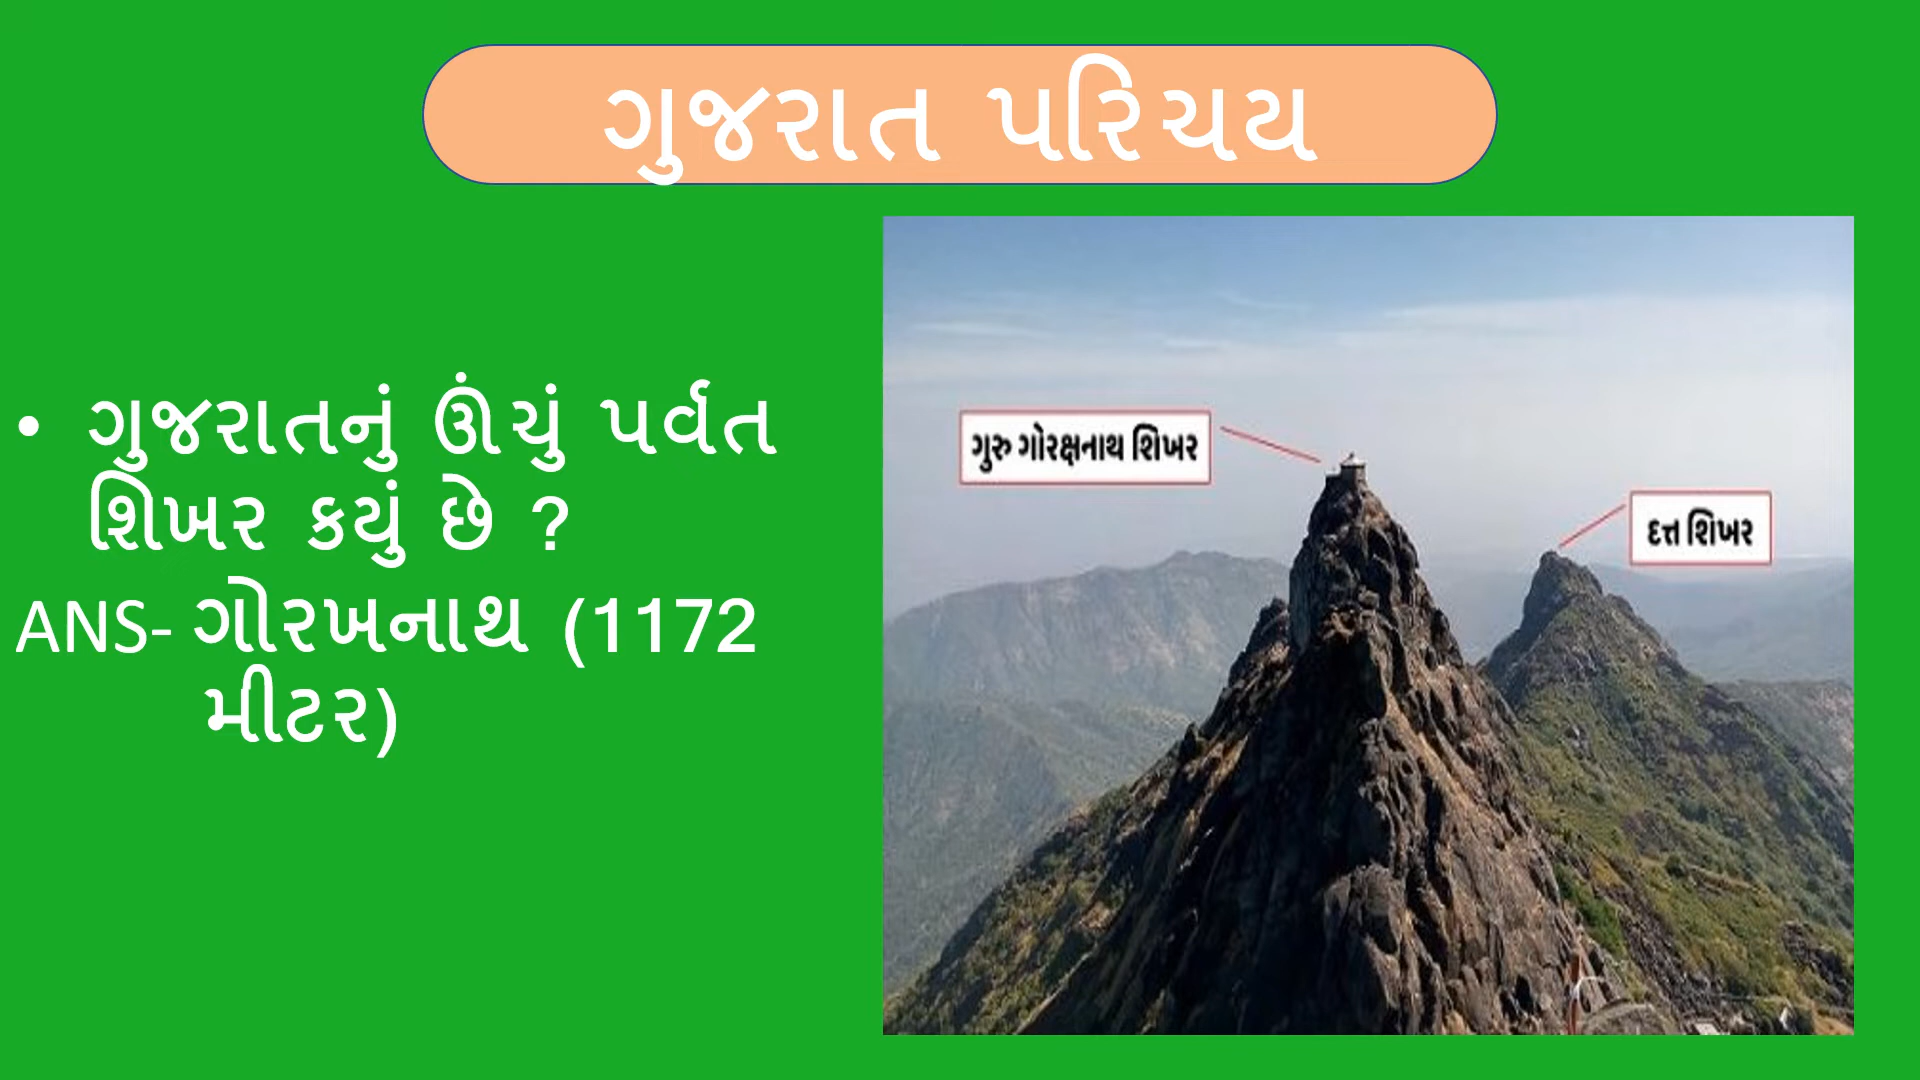 ગુજરાત પરિચય
• ગુજરાતનું ઊંચું પર્વત
શિખર કયું છે ?
ANS- ગોરખનાથ (1172
મીટર)
ગુરુ ગોરક્ષનાથ શિખર
દત્ત શિખર